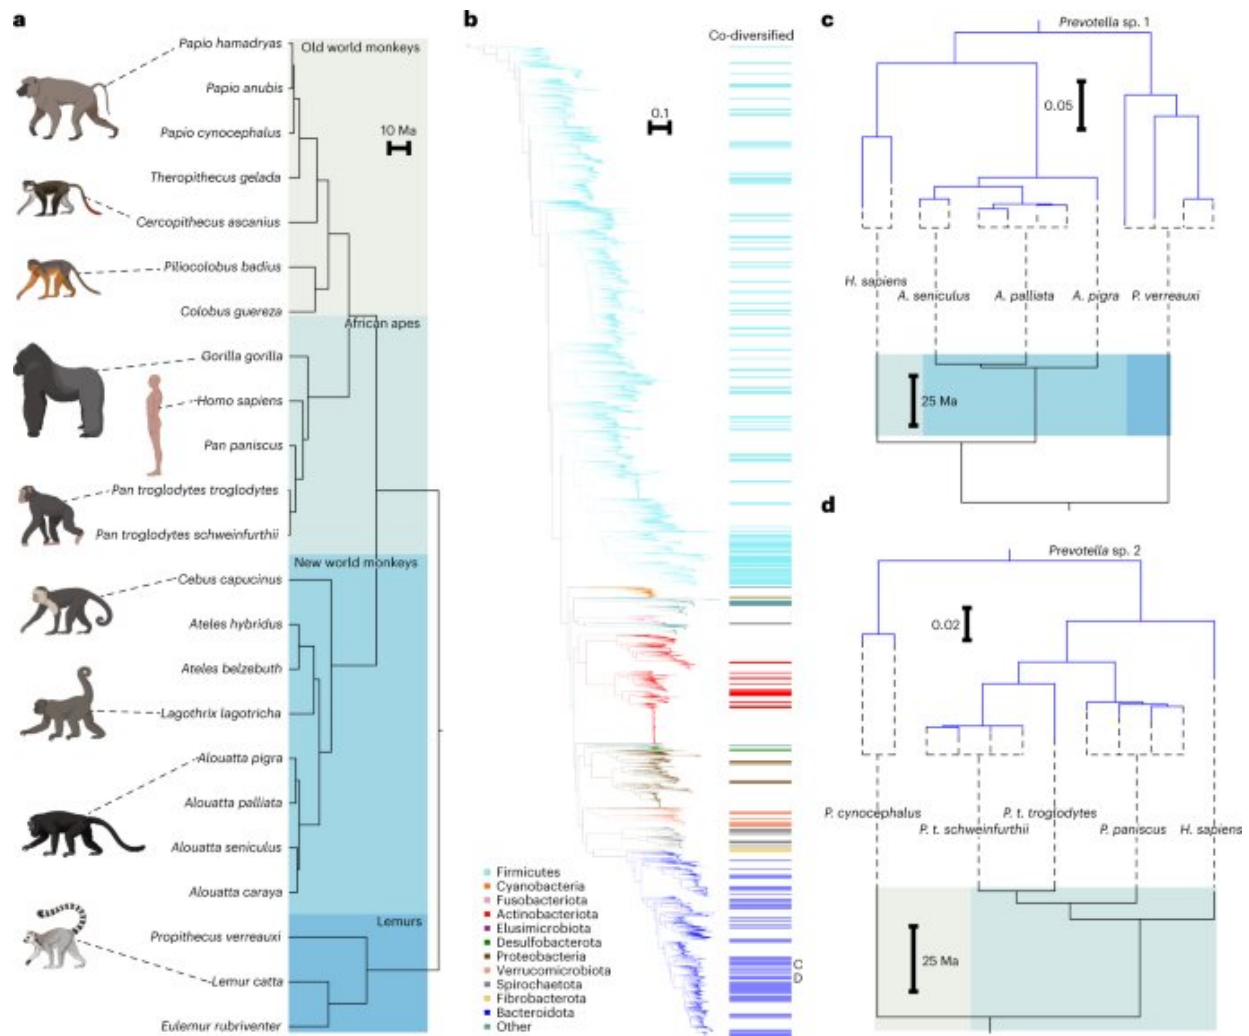 a
Papio hamadryas
Old world monkeys
Papio anubis
10 Ma
Papio cynocephalus
Theropithecus gelada
Cercopithecus ascanius
Piliocolobus badius
Colobus guereza
African apes
Gorilla gorilla
Homo sapiens
Pan paniscus
Pan troglodytes troglodytes
Pan troglodytes schweinfurthii
New world monkeys
Cebus capucinus
Ateles hybridus
Ateles belzebuth
Lagothrix lagotricha
Alouatta pigra
Alouatta palliata
Alouatta seniculus
Alouatta caraya
Lemurs
Propithecus verreauxi
Lemur catta
Eulemur rubriventer
b
Co-diversified
0.1
Firmicutes
Cyanobacteria
Fusobacteriota
Actinobacteriota
Elusimicrobiota
Desulfobacterota
Proteobacteria
Verrucomicrobiota
Spirochaetota
Fibrobacterota
Bacteroidota
Other
C
D
c
Prevotella sp. 1
0.05
H. sapiens
A. seniculus
A. palliata
A. pigra
P. verreauxi
25 Ma
d
Prevotella sp. 2
0.02
P. cynocephalus
P. t. troglodytes
P. t. schweinfurthii
P. paniscus
H. sapiens
25 Ma